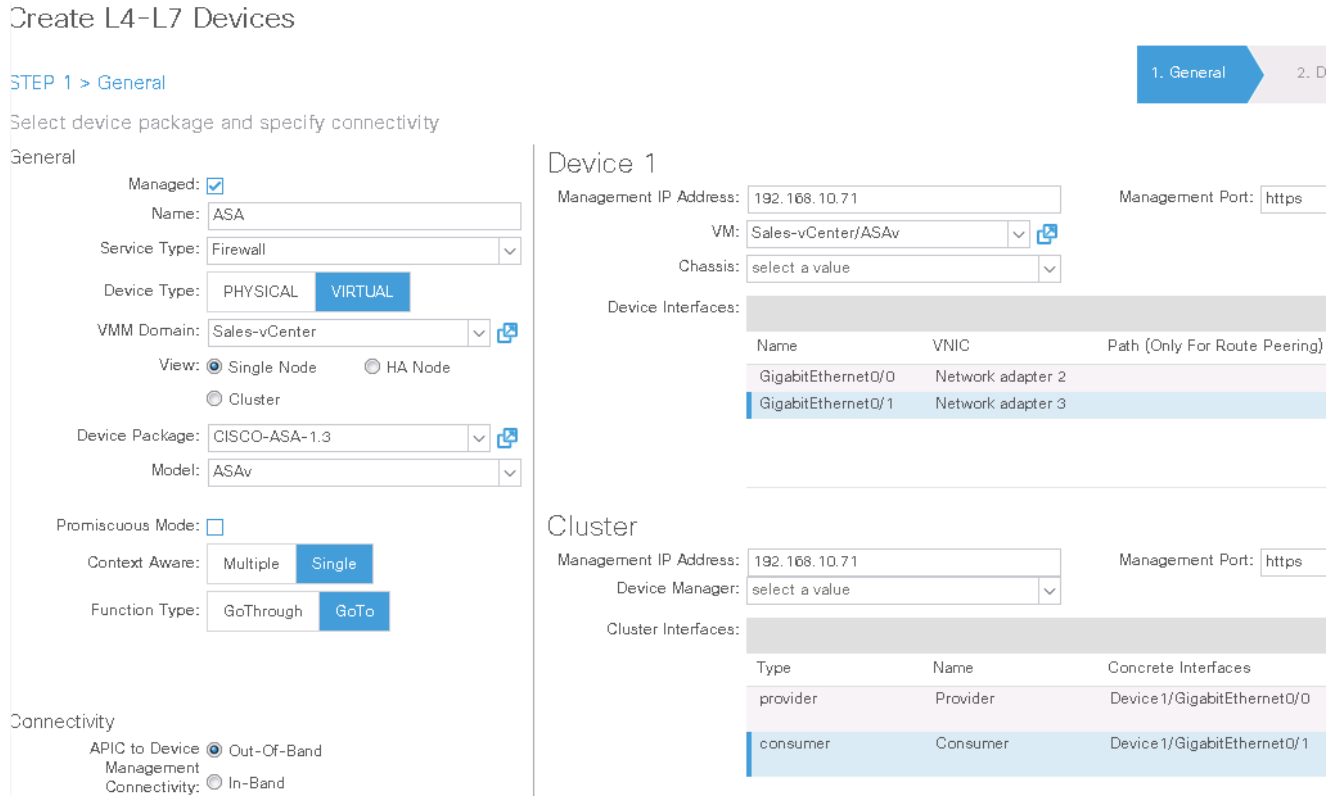 Create L4-L7 Devices
STEP 1 > General
1. General
2. D
Select device package and specify connectivity
General
Managed:
Name: ASA
Service Type: Firewall
Device Type: PHYSICAL VIRTUAL
VMM Domain: Sales-vCenter
View: Single Node HA Node
Cluster
Device Package: CISCO-ASA-1.3
Model: ASAv
Promiscuous Mode:
Context Aware: Multiple Single
Function Type: GoThrough GoTo
Connectivity
APIC to Device Management Connectivity: Out-Of-Band
In-Band
Device 1
Management IP Address: 192.168.10.71 Management Port: https
VM: Sales-vCenter/ASAv
Chassis: select a value
Device Interfaces:
Name VNIC Path (Only For Route Peering)
GigabitEthernet0/0 Network adapter 2
GigabitEthernet0/1 Network adapter 3
Cluster
Management IP Address: 192.168.10.71 Management Port: https
Device Manager: select a value
Cluster Interfaces:
Type Name Concrete Interfaces
provider Provider Device1/GigabitEthernet0/0
consumer Consumer Device1/GigabitEthernet0/1